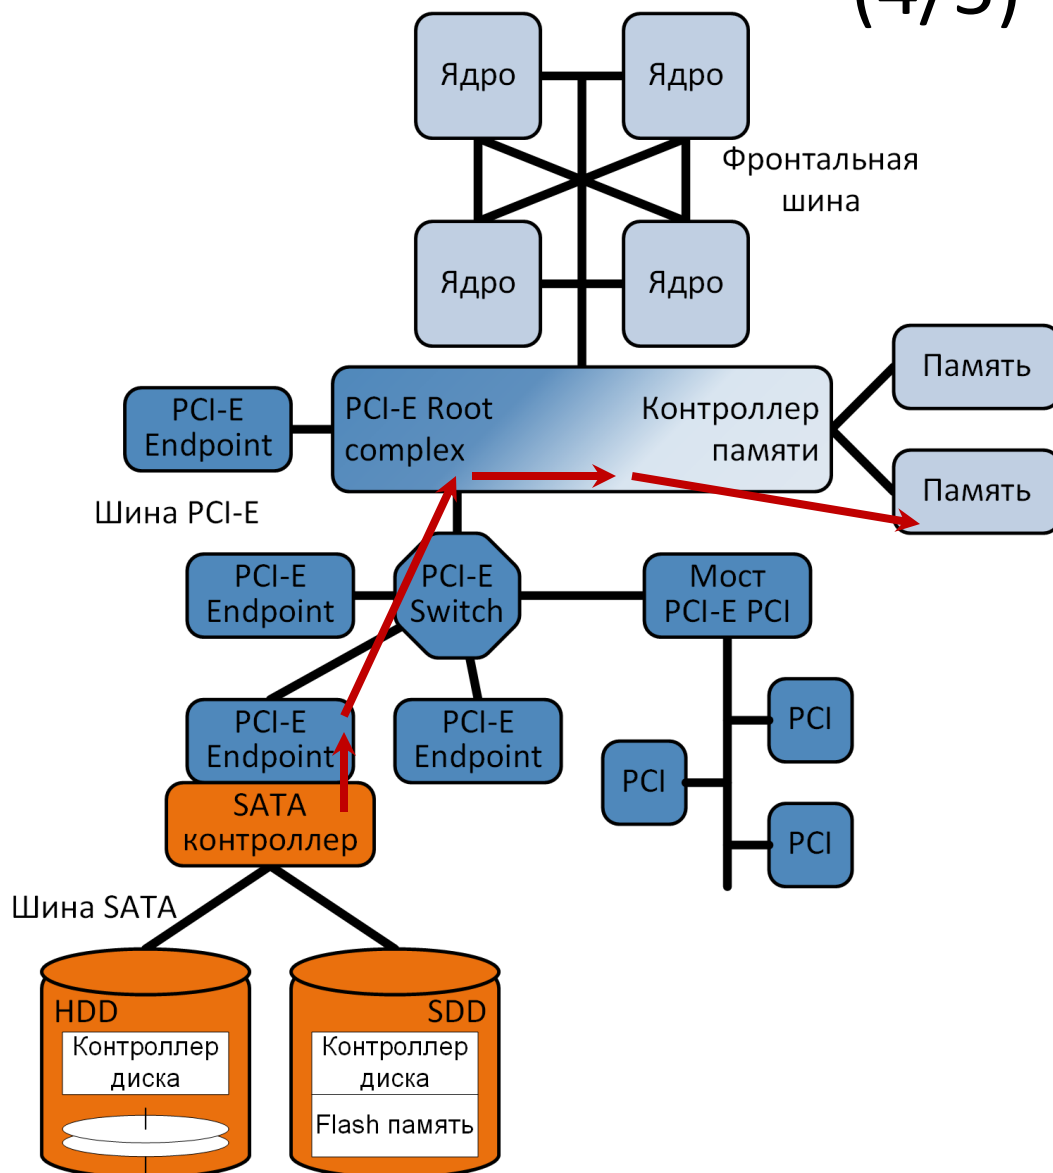 (4/5)
Ядро
Ядро
Фронтальная
шина
Ядро
Ядро
Память
PCI-E
Endpoint
PCI-E Root
complex
Контроллер
памяти
Память
Шина PCI-E
PCI-E
Endpoint
PCI-E
Switch
Мост
PCI-E PCI
PCI-E
Endpoint
PCI-E
Endpoint
PCI
PCI
PCI
SATA
контроллер
Шина SATA
HDD
Контроллер
диска
SDD
Контроллер
диска
Flash память